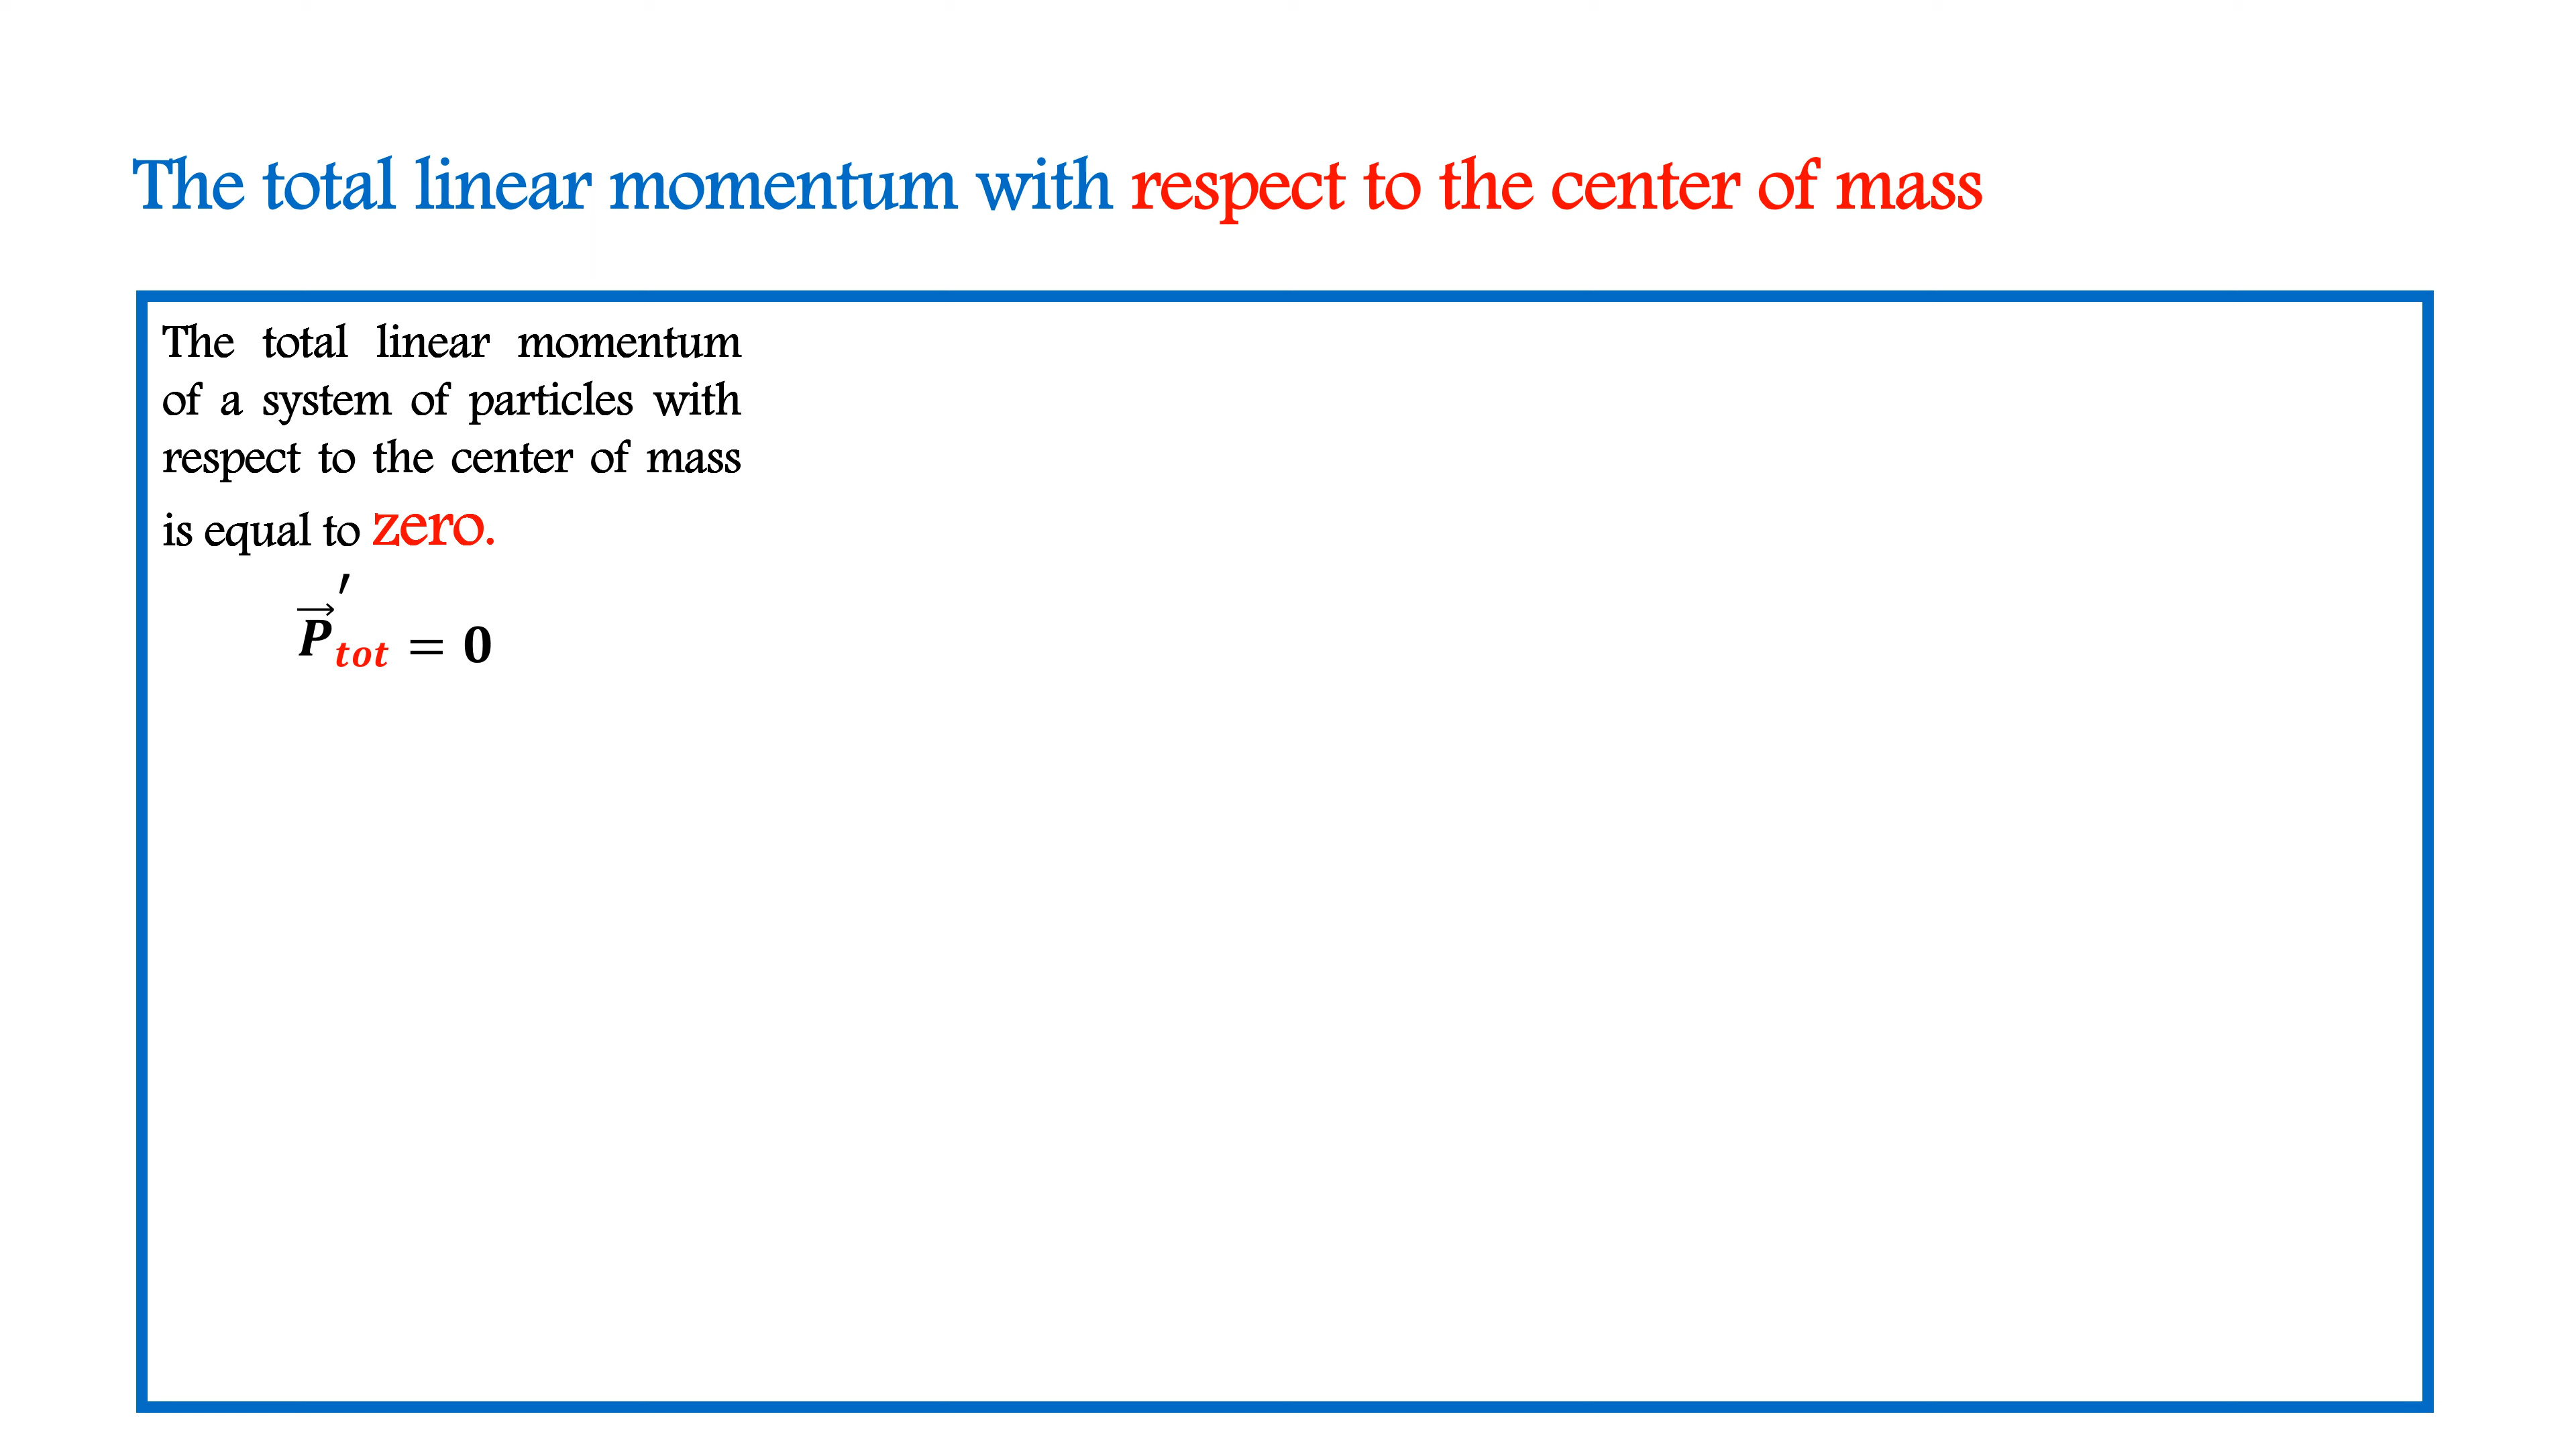 The total linear momentum with respect to the center of mass
The total linear momentum
of a system of particles with
respect to the center of mass
is equal to zero.
$\vec{P}'_{tot} = 0$